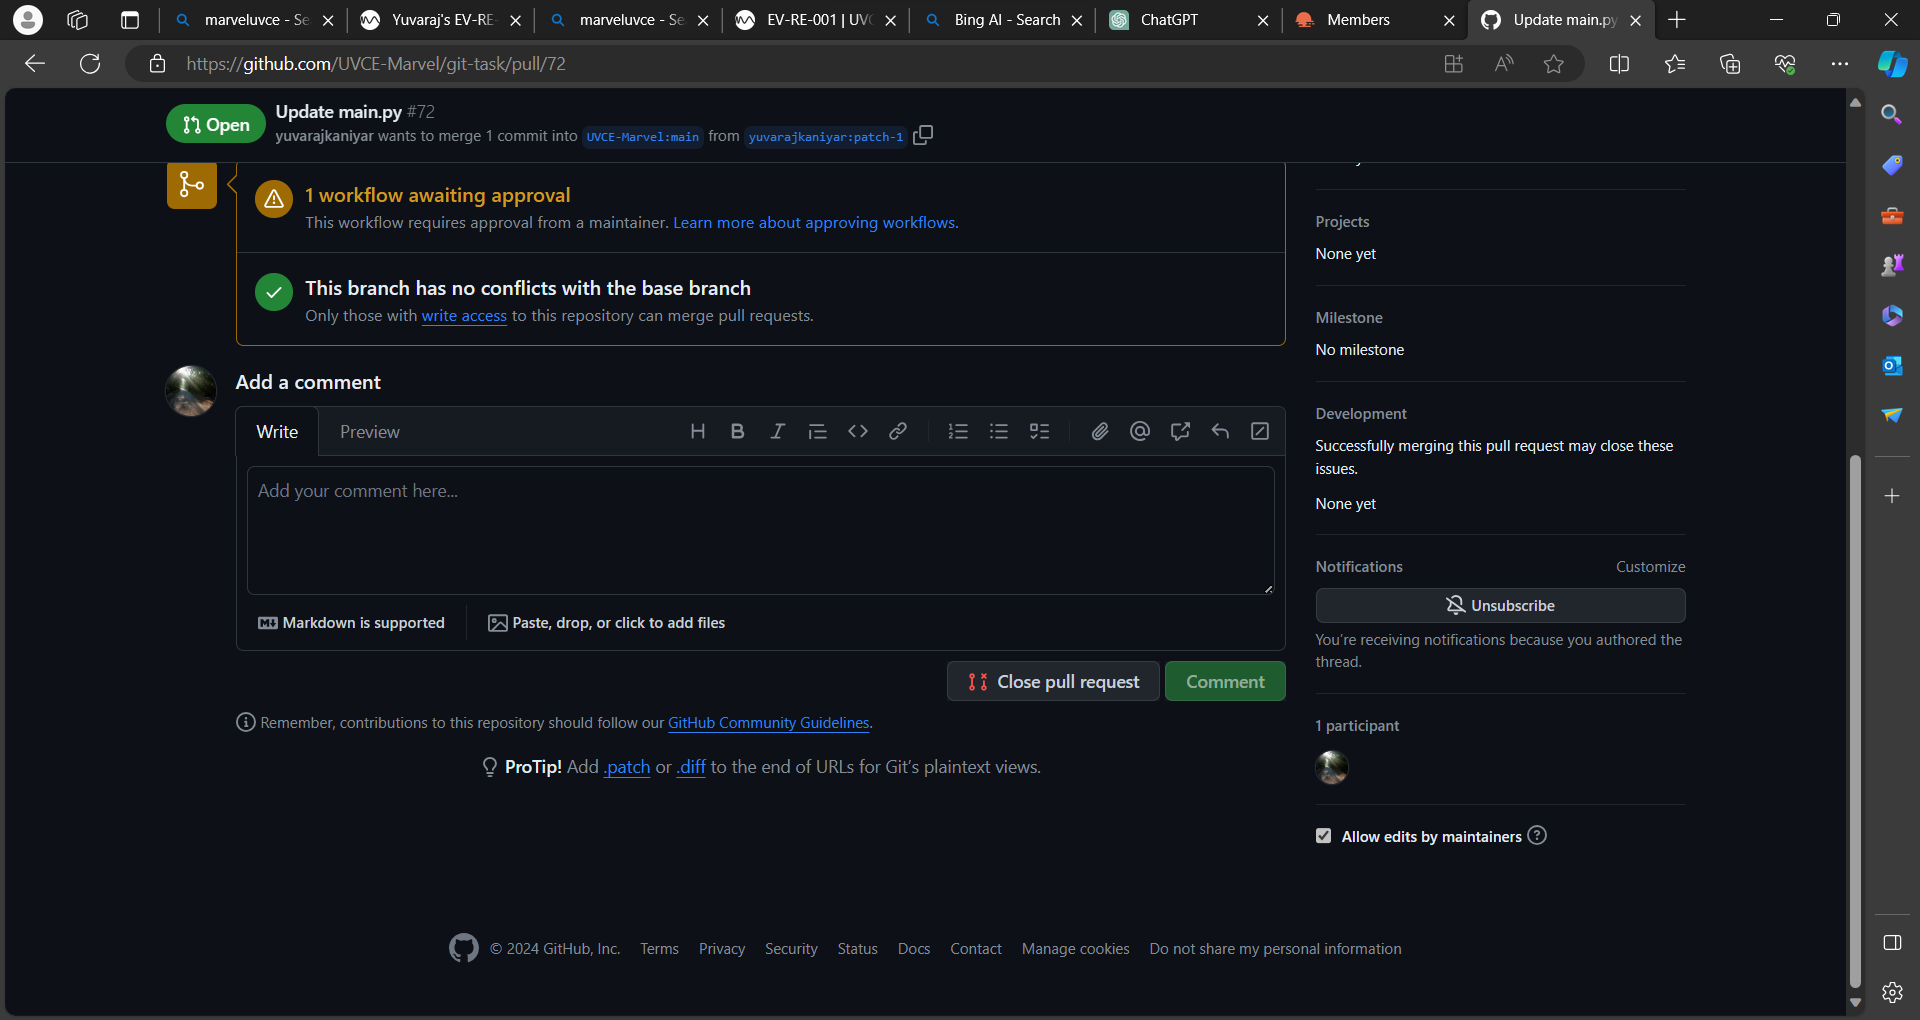 marveluvce - Se
Yuvaraj's EV-RE-
marveluvce - Se
EV-RE-001 | UVC
Bing AI - Search
ChatGPT
Members
Update main.py
https://github.com/UVCE-Marvel/git-task/pull/72
Open
Update main.py #72
yuvarajkaniyar wants to merge 1 commit into UVCE-Marvel:main from yuvarajkaniyar:patch-1
1 workflow awaiting approval
This workflow requires approval from a maintainer. Learn more about approving workflows.
This branch has no conflicts with the base branch
Only those with write access to this repository can merge pull requests.
Add a comment
Write
Preview
Add your comment here...
Markdown is supported
Paste, drop, or click to add files
Close pull request
Comment
Remember, contributions to this repository should follow our GitHub Community Guidelines.
ProTip! Add .patch or .diff to the end of URLs for Git's plaintext views.
Projects
None yet
Milestone
No milestone
Development
Successfully merging this pull request may close these
issues.
None yet
Notifications
Customize
Unsubscribe
You're receiving notifications because you authored the
thread.
1 participant
Allow edits by maintainers
© 2024 GitHub, Inc.
Terms
Privacy
Security
Status
Docs
Contact
Manage cookies
Do not share my personal information